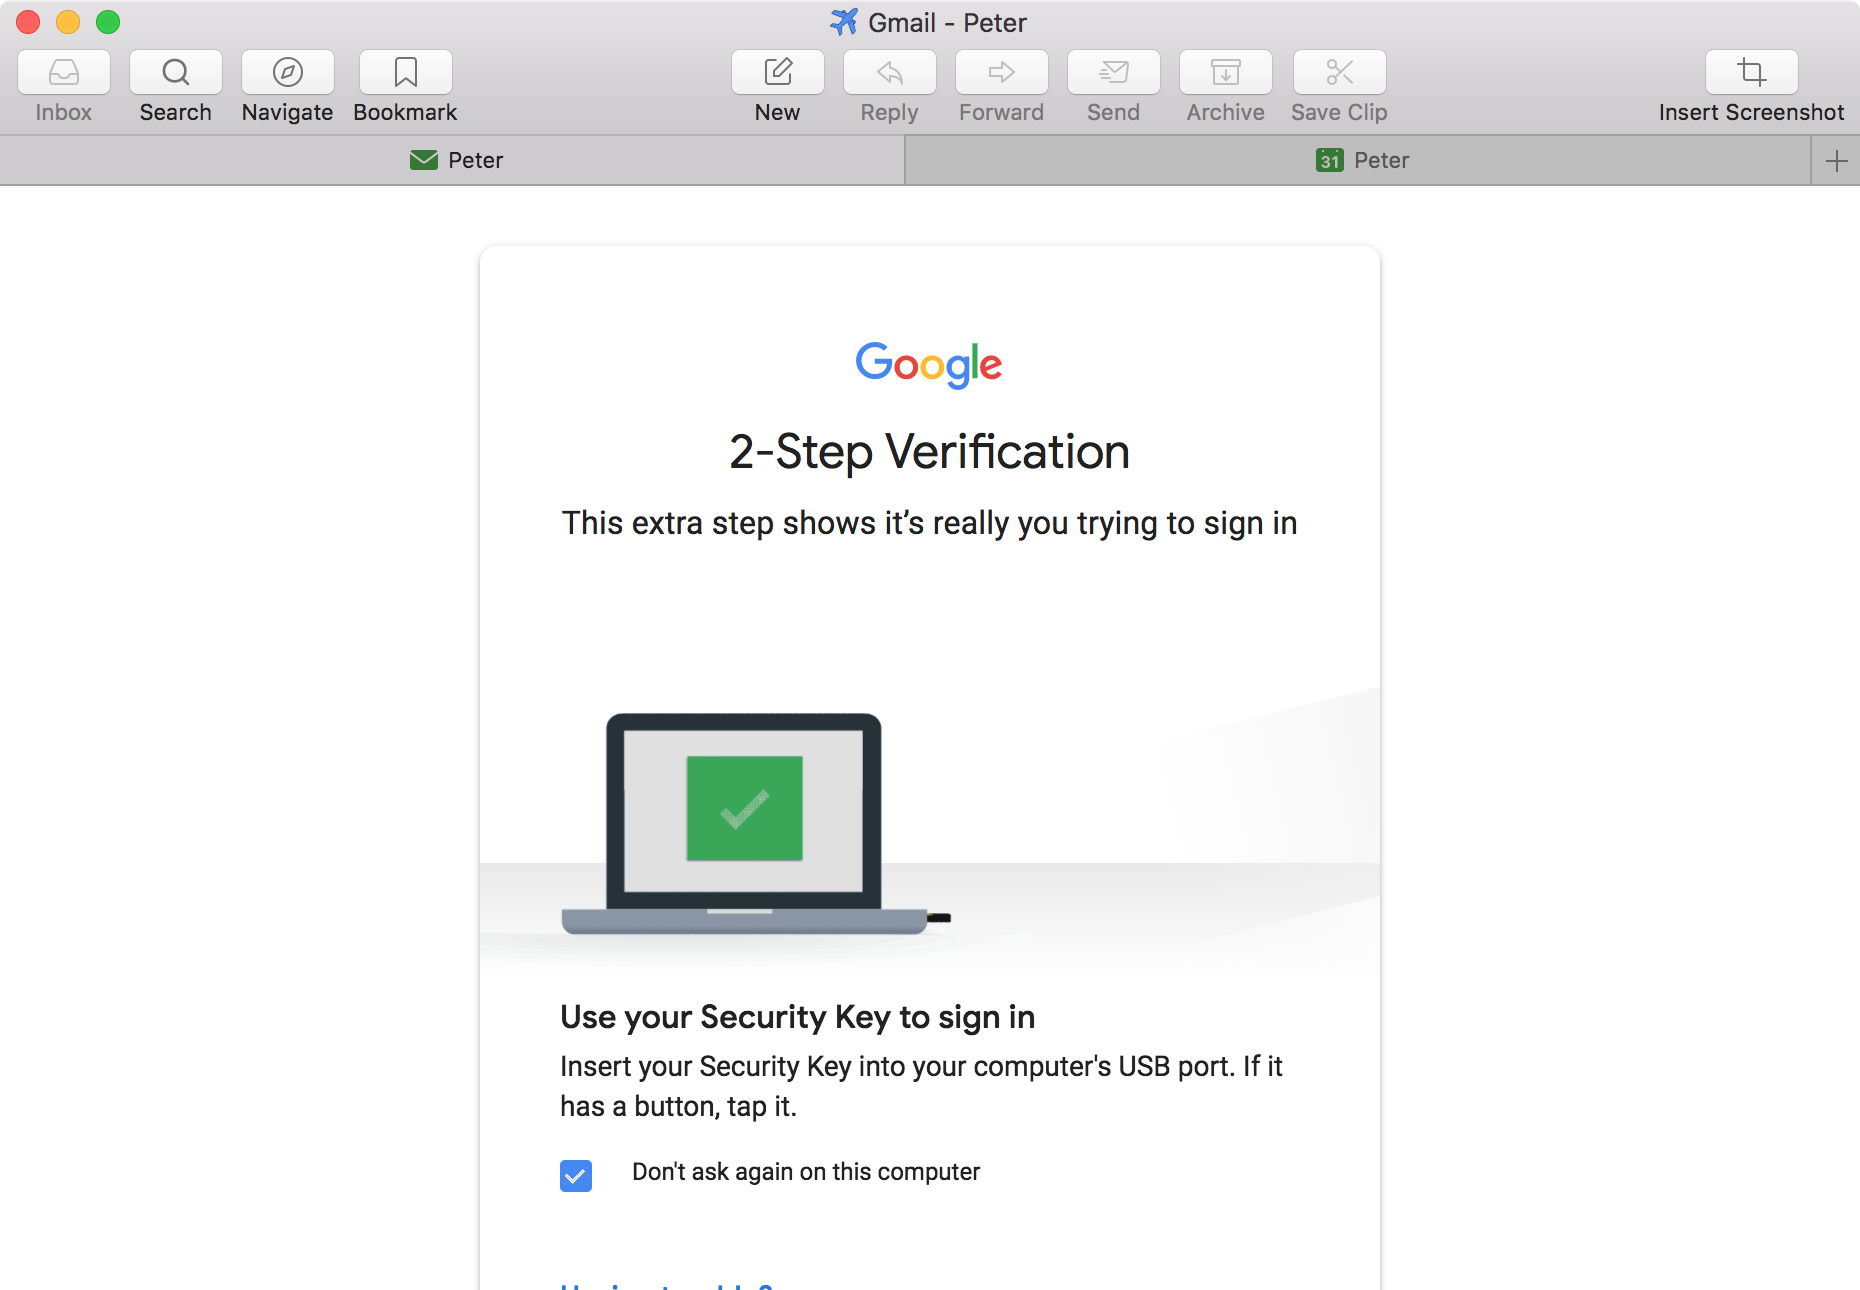 Gmail - Peter
Inbox
Search
Navigate
Bookmark
New
Reply
Forward
Send
Archive
Save Clip
Insert Screenshot
Peter
31 Peter
Google
2-Step Verification
This extra step shows it’s really you trying to sign in
Use your Security Key to sign in
Insert your Security Key into your computer's USB port. If it
has a button, tap it.
Don't ask again on this computer